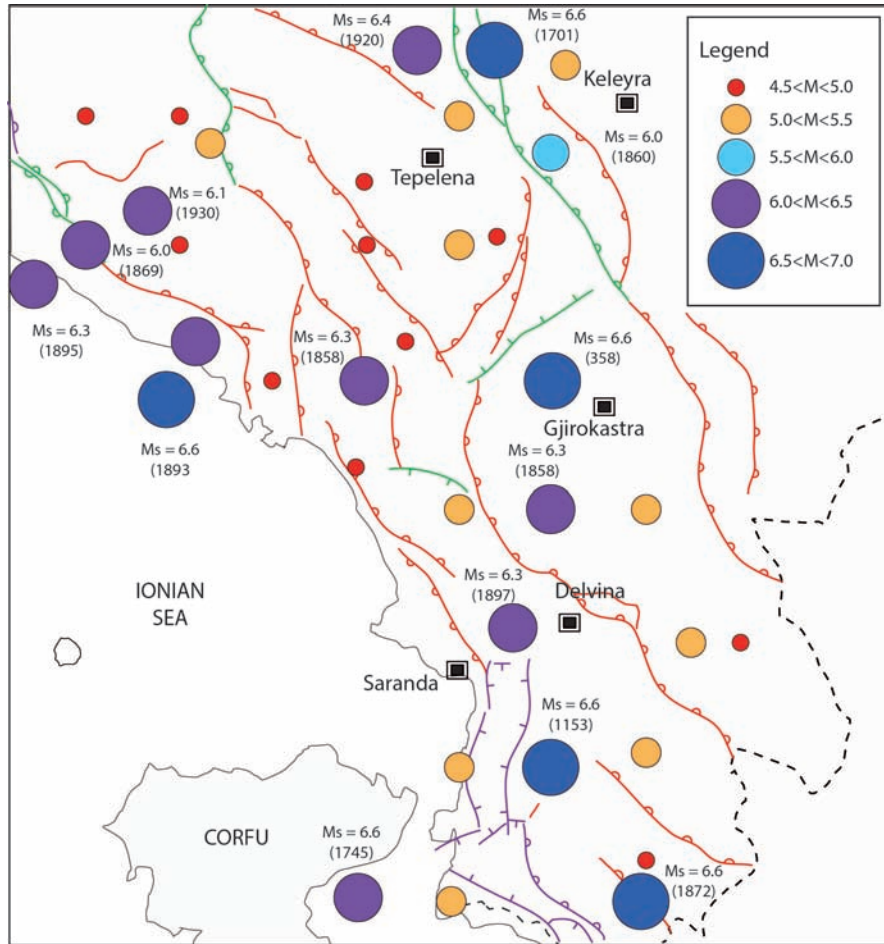 Ms = 6.4
(1920)
Ms = 6.6
(1701)
Keleyra
Ms = 6.0
(1860)
Tepelena
Legend
4.5<M<5.0
5.0<M<5.5
5.5<M<6.0
6.0<M<6.5
6.5<M<7.0
Ms = 6.1
(1930)
Ms = 6.0
(1869)
Ms = 6.3
(1895)
Ms = 6.3
(1858)
Ms = 6.6
(358)
Gjirokastra
Ms = 6.6
(1893
Ms = 6.3
(1858)
IONIAN
SEA
Ms = 6.3
(1897)
Delvina
Saranda
Ms = 6.6
(1153)
CORFU
Ms = 6.6
(1745)
Ms = 6.6
(1872)